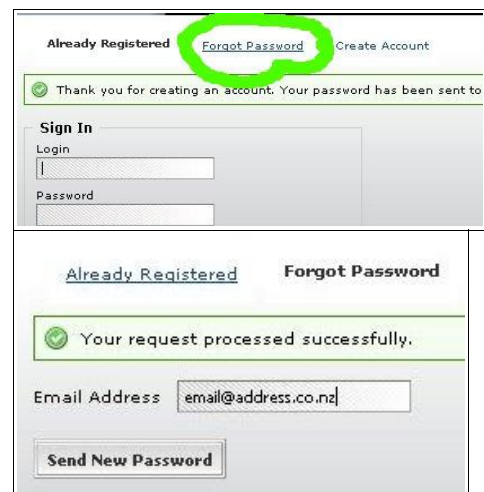 Already Registered Forgot Password Create Account
Thank you for creating an account. Your password has been sent to
Sign In
Login
Password
Already Registered Forgot Password
Your request processed successfully.
Email Address email@address.co.nz
Send New Password